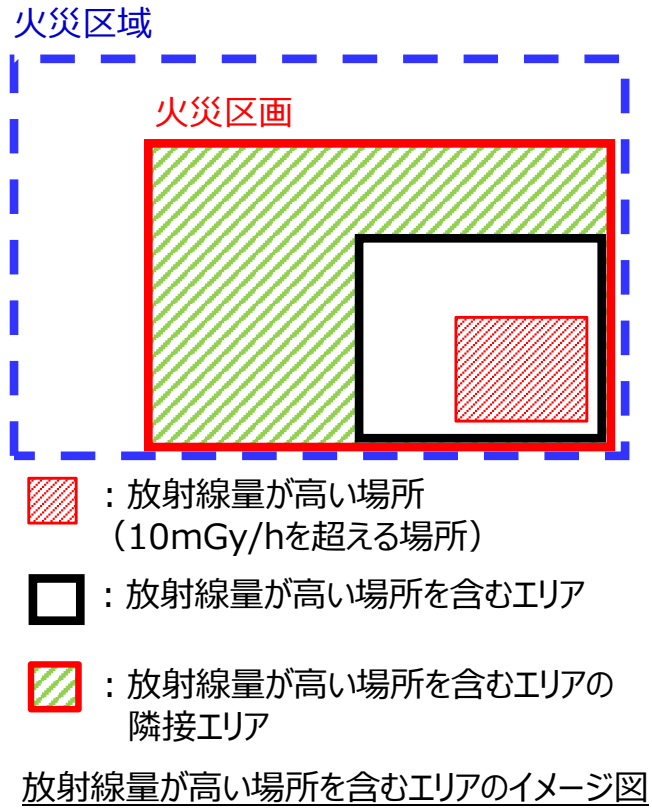 火災区域
火災区画
：放射線量が高い場所
（10mGy/hを超える場所）
：放射線量が高い場所を含むエリア
：放射線量が高い場所を含むエリアの
隣接エリア
放射線量が高い場所を含むエリアのイメージ図